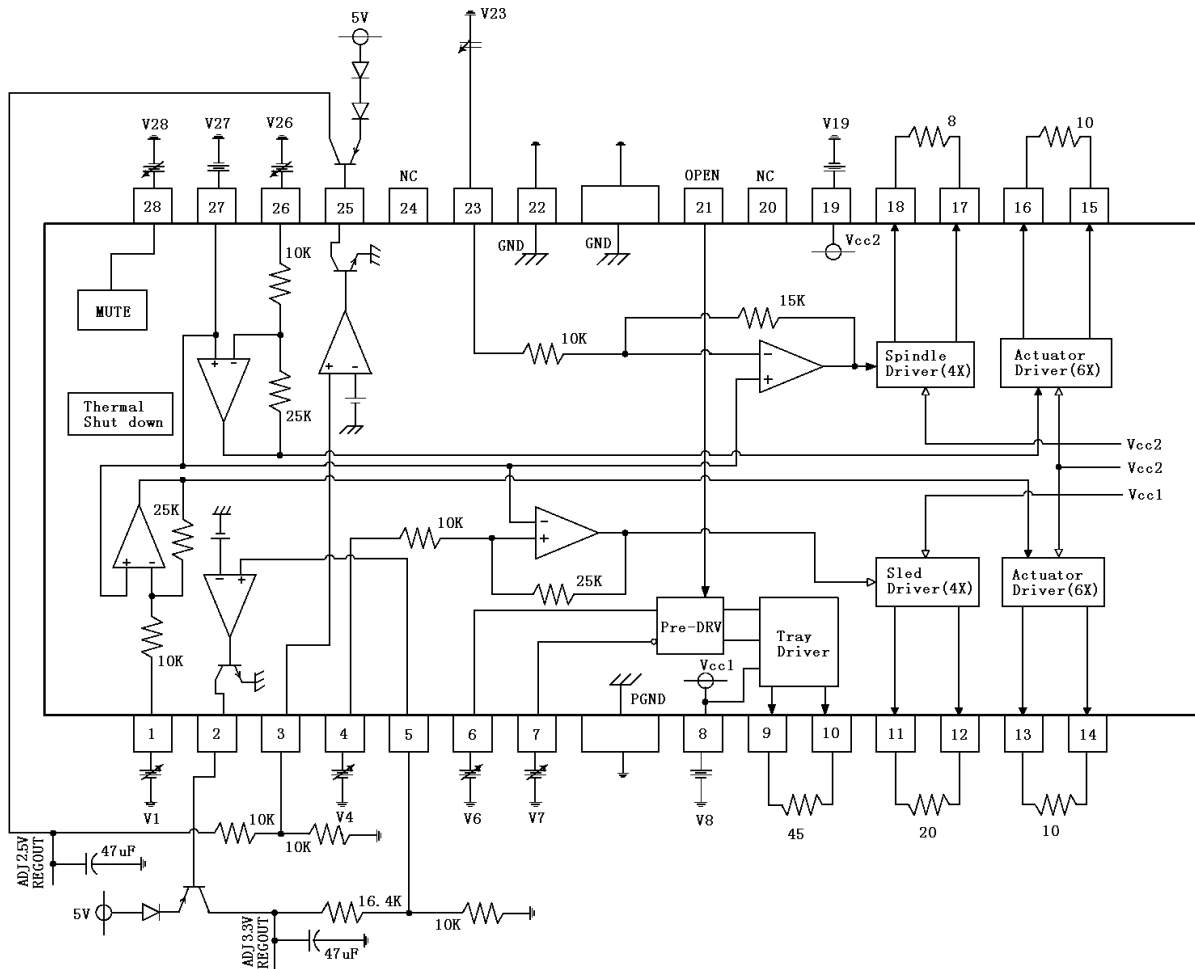 5V
V23
V28
V27
V26
V19
8
10
NC
OPEN
NC
28
27
26
25
24
23
22
21
20
19
18
17
16
15
GND
GND
Vcc2
10K
MUTE
15K
10K
+
-
+
-
-
+
Spindle
Driver(4X)
Actuator
Driver(6X)
Thermal
Shut down
25K
Vcc2
Vcc2
Vcc1
25K
10K
-
+
+
-
-
+
25K
Sled
Driver(4X)
Actuator
Driver(6X)
10K
Pre-DRV
Tray
Driver
Vcc1
PGND
1
2
3
4
5
6
7
8
9
10
11
12
13
14
V1
V4
V6
V7
V8
45
20
10
10K
10K
ADJ2.5V
REGOUT
47uF
5V
16.4K
10K
ADJ3.3V
REGOUT
47uF